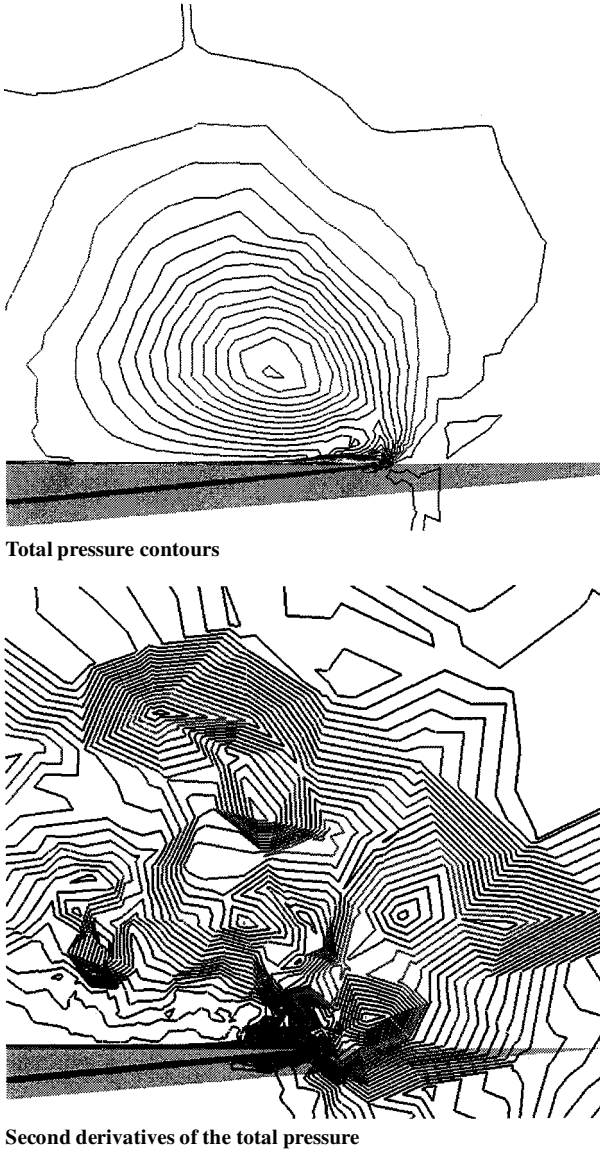 Total pressure contours
Second derivatives of the total pressure